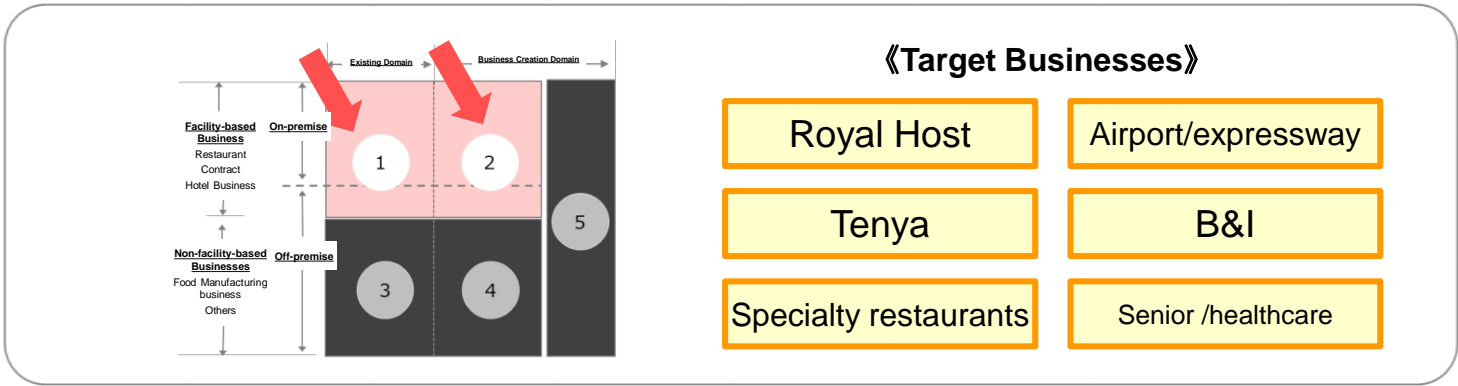 Existing Domain
Business Creation Domain
Facility-based
Business
Restaurant
Contract
Hotel Business
On-premise
1
2
5
Non-facility-based
Businesses
Food Manufacturing
business
Others
Off-premise
3
4
《Target Businesses》
Royal Host
Airport/expressway
Tenya
B&I
Specialty restaurants
Senior /healthcare